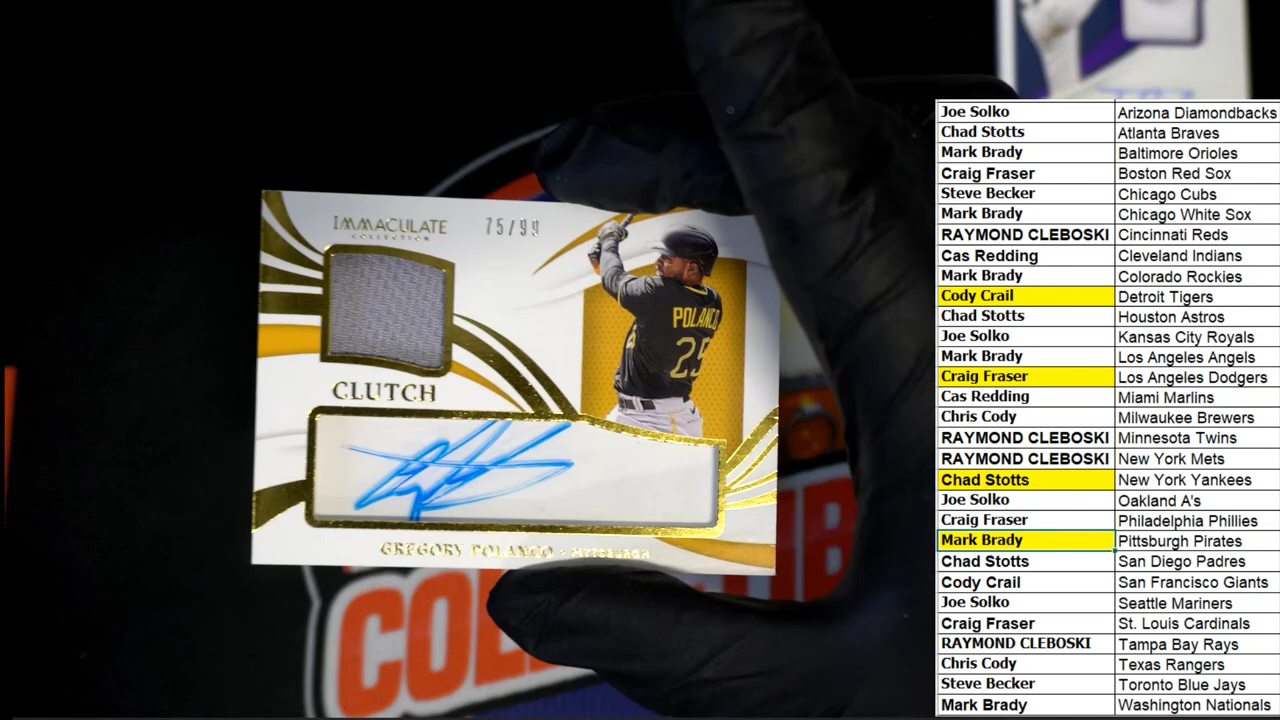 IMMACULATE
COLLECTION
75/99
POLANCO
25
CLUTCH
GREGORY POLANCO - PITTSBURGH
Joe Solko Arizona Diamondbacks
Chad Stotts Atlanta Braves
Mark Brady Baltimore Orioles
Craig Fraser Boston Red Sox
Steve Becker Chicago Cubs
Mark Brady Chicago White Sox
RAYMOND CLEBOSKI Cincinnati Reds
Cas Redding Cleveland Indians
Mark Brady Colorado Rockies
Cody Crail Detroit Tigers
Chad Stotts Houston Astros
Joe Solko Kansas City Royals
Mark Brady Los Angeles Angels
Craig Fraser Los Angeles Dodgers
Cas Redding Miami Marlins
Chris Cody Milwaukee Brewers
RAYMOND CLEBOSKI Minnesota Twins
RAYMOND CLEBOSKI New York Mets
Chad Stotts New York Yankees
Joe Solko Oakland A's
Craig Fraser Philadelphia Phillies
Mark Brady Pittsburgh Pirates
Chad Stotts San Diego Padres
Cody Crail San Francisco Giants
Joe Solko Seattle Mariners
Craig Fraser St. Louis Cardinals
RAYMOND CLEBOSKI Tampa Bay Rays
Chris Cody Texas Rangers
Steve Becker Toronto Blue Jays
Mark Brady Washington Nationals